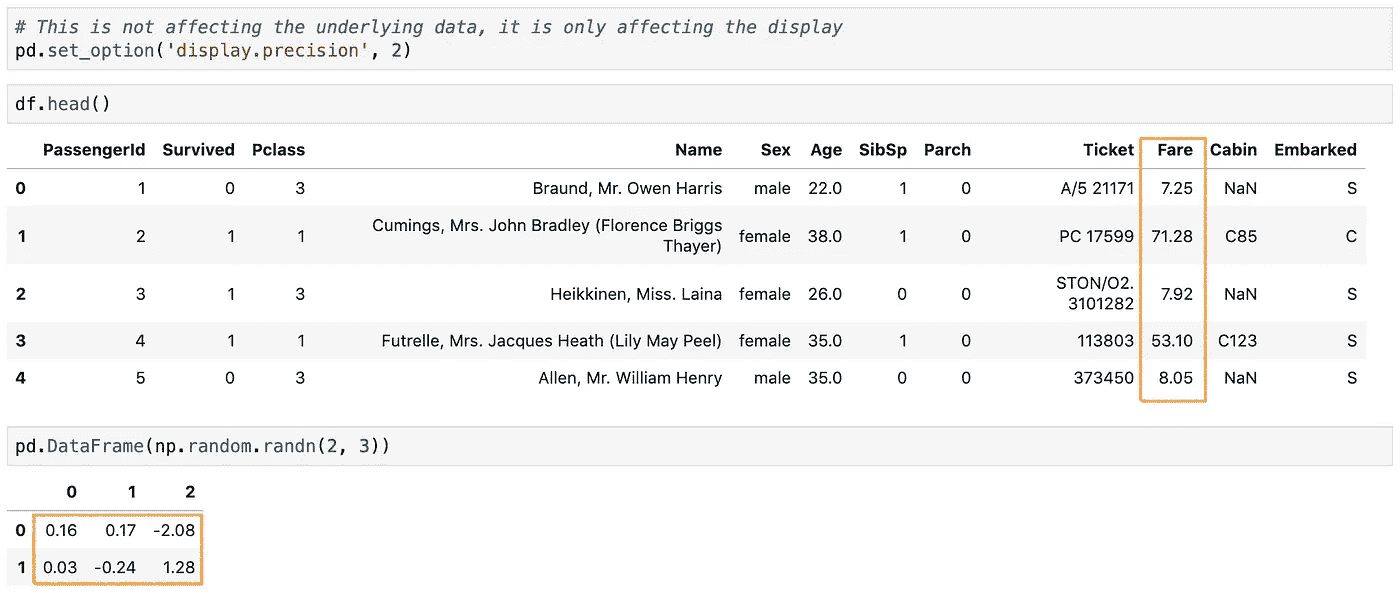 # This is not affecting the underlying data, it is only affecting the display
pd.set_option('display.precision', 2)
df.head()
PassengerId Survived Pclass Name Sex Age SibSp Parch Ticket Fare Cabin Embarked
0 1 0 3 Braund, Mr. Owen Harris male 22.0 1 0 A/5 21171 7.25 NaN S
1 2 1 1 Cumings, Mrs. John Bradley (Florence Briggs
Thayer) female 38.0 1 0 PC 17599 71.28 C85 C
2 3 1 3 Heikkinen, Miss. Laina female 26.0 0 0 STON/O2.
3101282 7.92 NaN S
3 4 1 1 Futrelle, Mrs. Jacques Heath (Lily May Peel) female 35.0 1 0 113803 53.10 C123 S
4 5 0 3 Allen, Mr. William Henry male 35.0 0 0 373450 8.05 NaN S
pd.DataFrame(np.random.randn(2, 3))
0 1 2
0 0.16 0.17 -2.08
1 0.03 -0.24 1.28